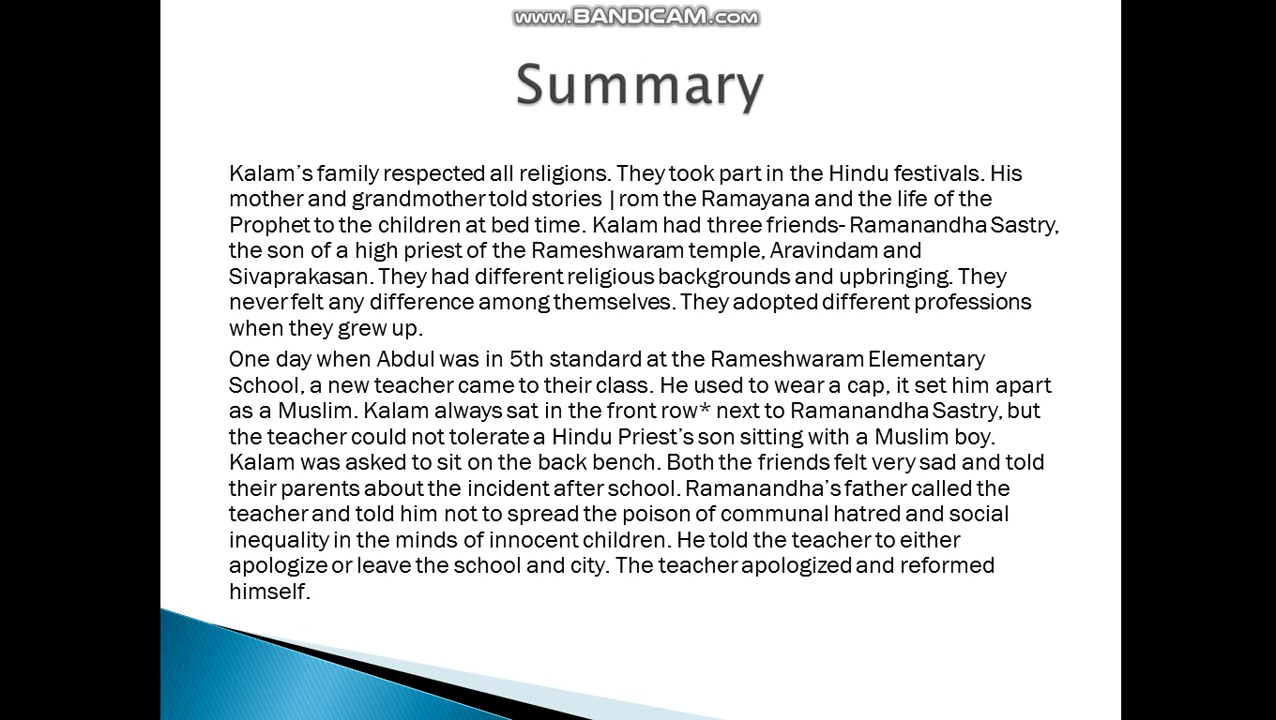 www.BANDICAM.com
Summary
Kalam's family respected all religions. They took part in the Hindu festivals. His
mother and grandmother told stories |rom the Ramayana and the life of the
Prophet to the children at bed time. Kalam had three friends- Ramanandha Sastry,
the son of a high priest of the Rameshwaram temple, Aravindam and
Sivaprakasan. They had different religious backgrounds and upbringing. They
never felt any difference among themselves. They adopted different professions
when they grew up.
One day when Abdul was in 5th standard at the Rameshwaram Elementary
School, a new teacher came to their class. He used to wear a cap, it set him apart
as a Muslim. Kalam always sat in the front row* next to Ramanandha Sastry, but
the teacher could not tolerate a Hindu Priest's son sitting with a Muslim boy.
Kalam was asked to sit on the back bench. Both the friends felt very sad and told
their parents about the incident after school. Ramanandha's father called the
teacher and told him not to spread the poison of communal hatred and social
inequality in the minds of innocent children. He told the teacher to either
apologize or leave the school and city. The teacher apologized and reformed
himself.